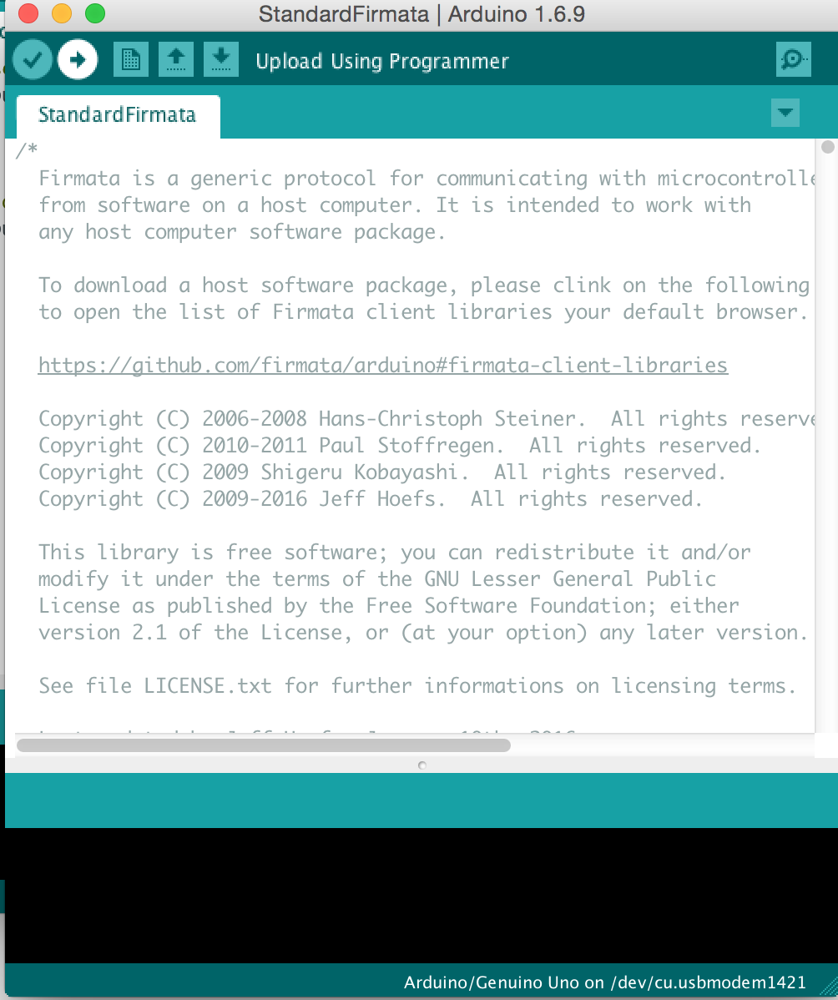 StandardFirmata | Arduino 1.6.9
Upload Using Programmer
StandardFirmata
/*
Firmata is a generic protocol for communicating with microcontrolle
from software on a host computer. It is intended to work with
any host computer software package.
To download a host software package, please clink on the following
to open the list of Firmata client libraries your default browser.
https://github.com/firmata/arduino#firmata-client-libraries
Copyright (C) 2006-2008 Hans-Christoph Steiner.  All rights reserve
Copyright (C) 2010-2011 Paul Stoffregen.  All rights reserved.
Copyright (C) 2009 Shigeru Kobayashi.  All rights reserved.
Copyright (C) 2009-2016 Jeff Hoefs.  All rights reserved.
This library is free software; you can redistribute it and/or
modify it under the terms of the GNU Lesser General Public
License as published by the Free Software Foundation; either
version 2.1 of the License, or (at your option) any later version.
See file LICENSE.txt for further informations on licensing terms.
Arduino/Genuino Uno on /dev/cu.usbmodem1421